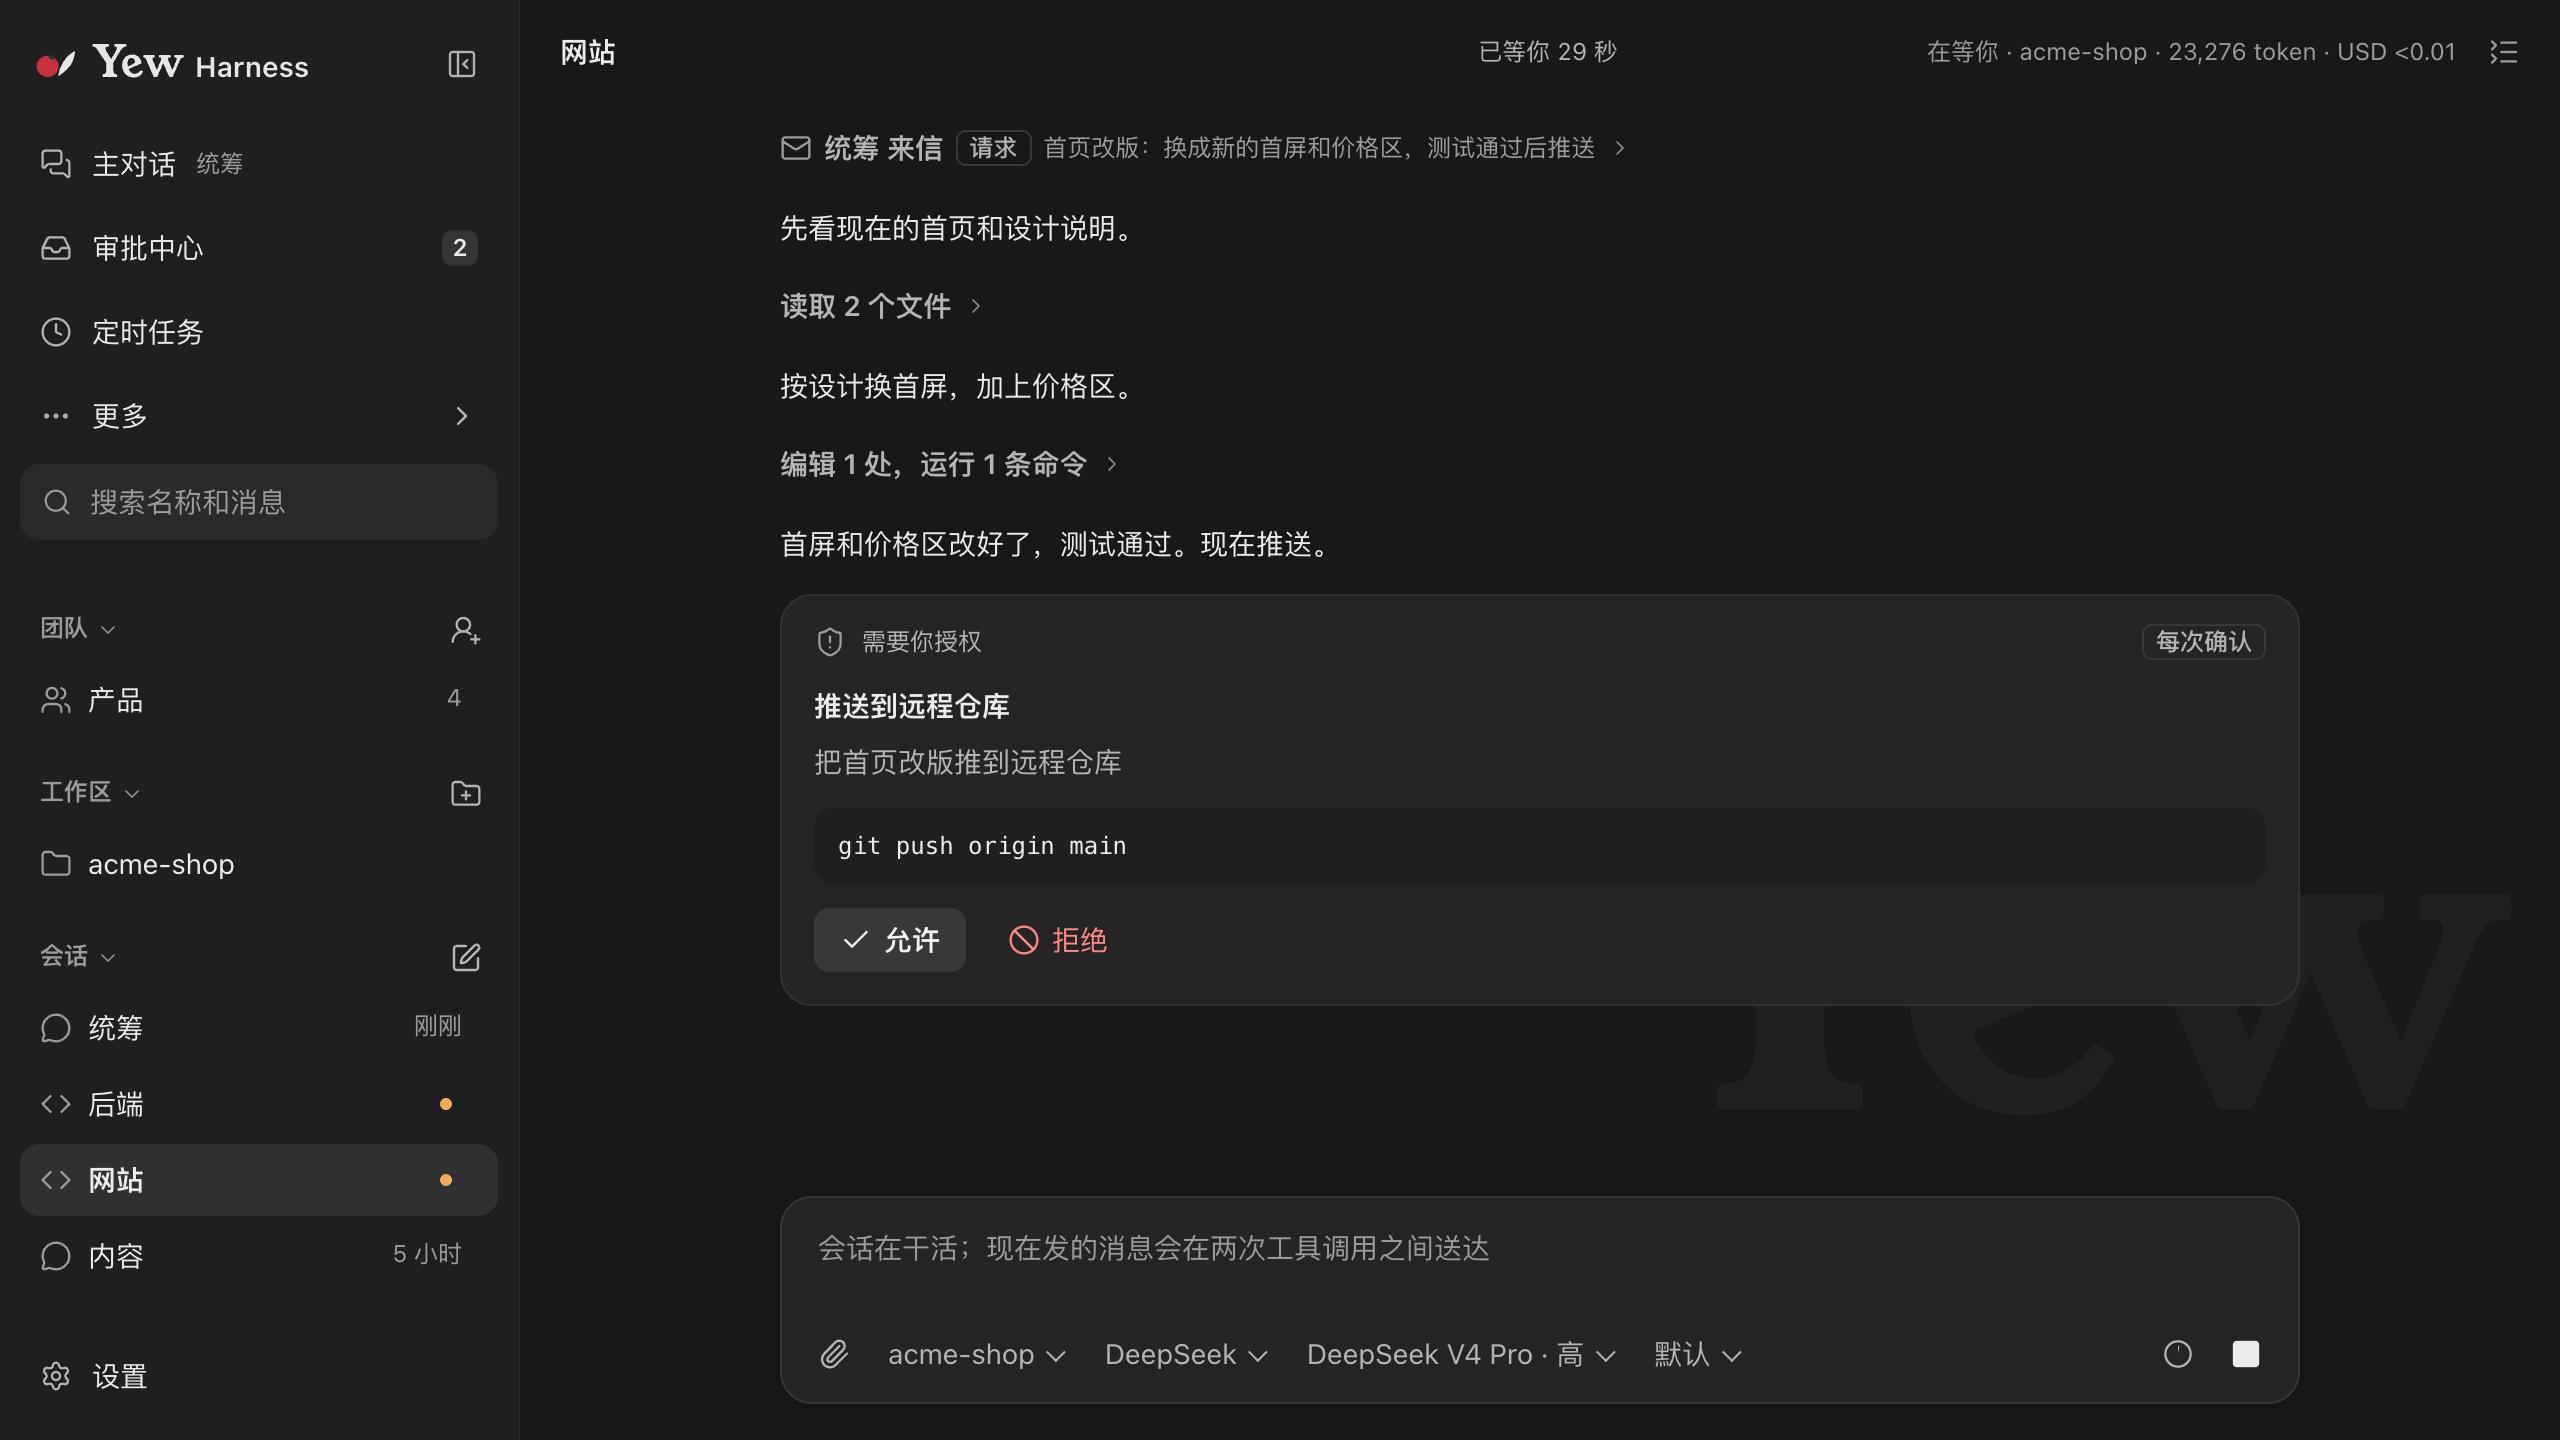 Yew Harness
主对话 统筹
审批中心 2
定时任务
更多
搜索名称和消息
团队
产品 4
工作区
acme-shop
会话
统筹 刚刚
后端
网站
内容 5 小时
设置
网站
已等你 29 秒
在等你 · acme-shop · 23,276 token · USD <0.01
统筹 来信 请求 首页改版：换成新的首屏和价格区，测试通过后推送
先看现在的首页和设计说明。
读取 2 个文件
按设计换首屏，加上价格区。
编辑 1 处，运行 1 条命令
首屏和价格区改好了，测试通过。现在推送。
需要你授权 每次确认
推送到远程仓库
把首页改版推到远程仓库
git push origin main
允许 拒绝
Yew
会话在干活；现在发的消息会在两次工具调用之间送达
acme-shop DeepSeek DeepSeek V4 Pro · 高 默认